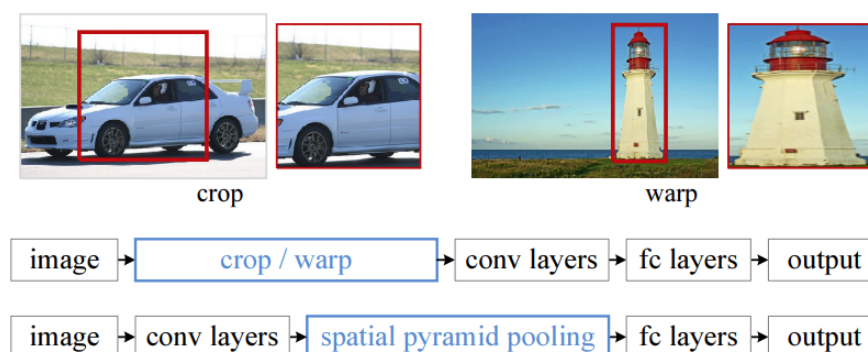 crop
warp
image crop / warp conv layers fc layers output
image conv layers spatial pyramid pooling fc layers output